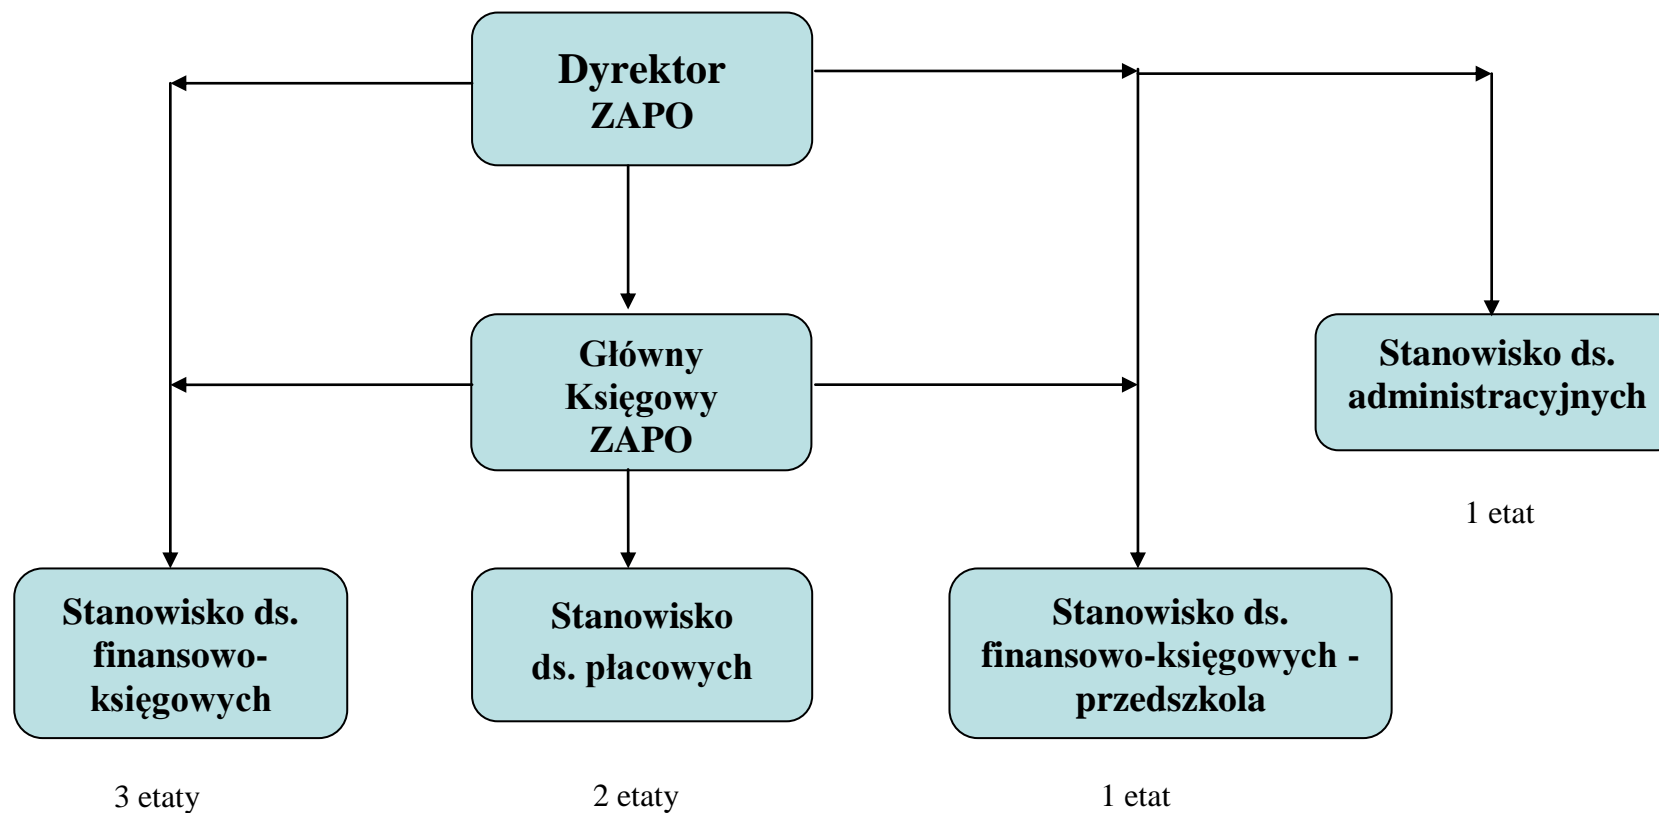 Dyrektor
ZAPO
Główny
Księgowy
ZAPO
Stanowisko ds.
administracyjnych
1 etat
Stanowisko ds.
finansowo-
księgowych
3 etaty
Stanowisko
ds. płacowych
2 etaty
Stanowisko ds.
finansowo-księgowych -
przedszkola
1 etat